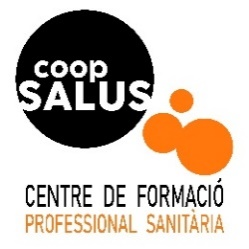 coop
SALUS
CENTRE DE FORMACIÓ
PROFESSIONAL SANITÀRIA